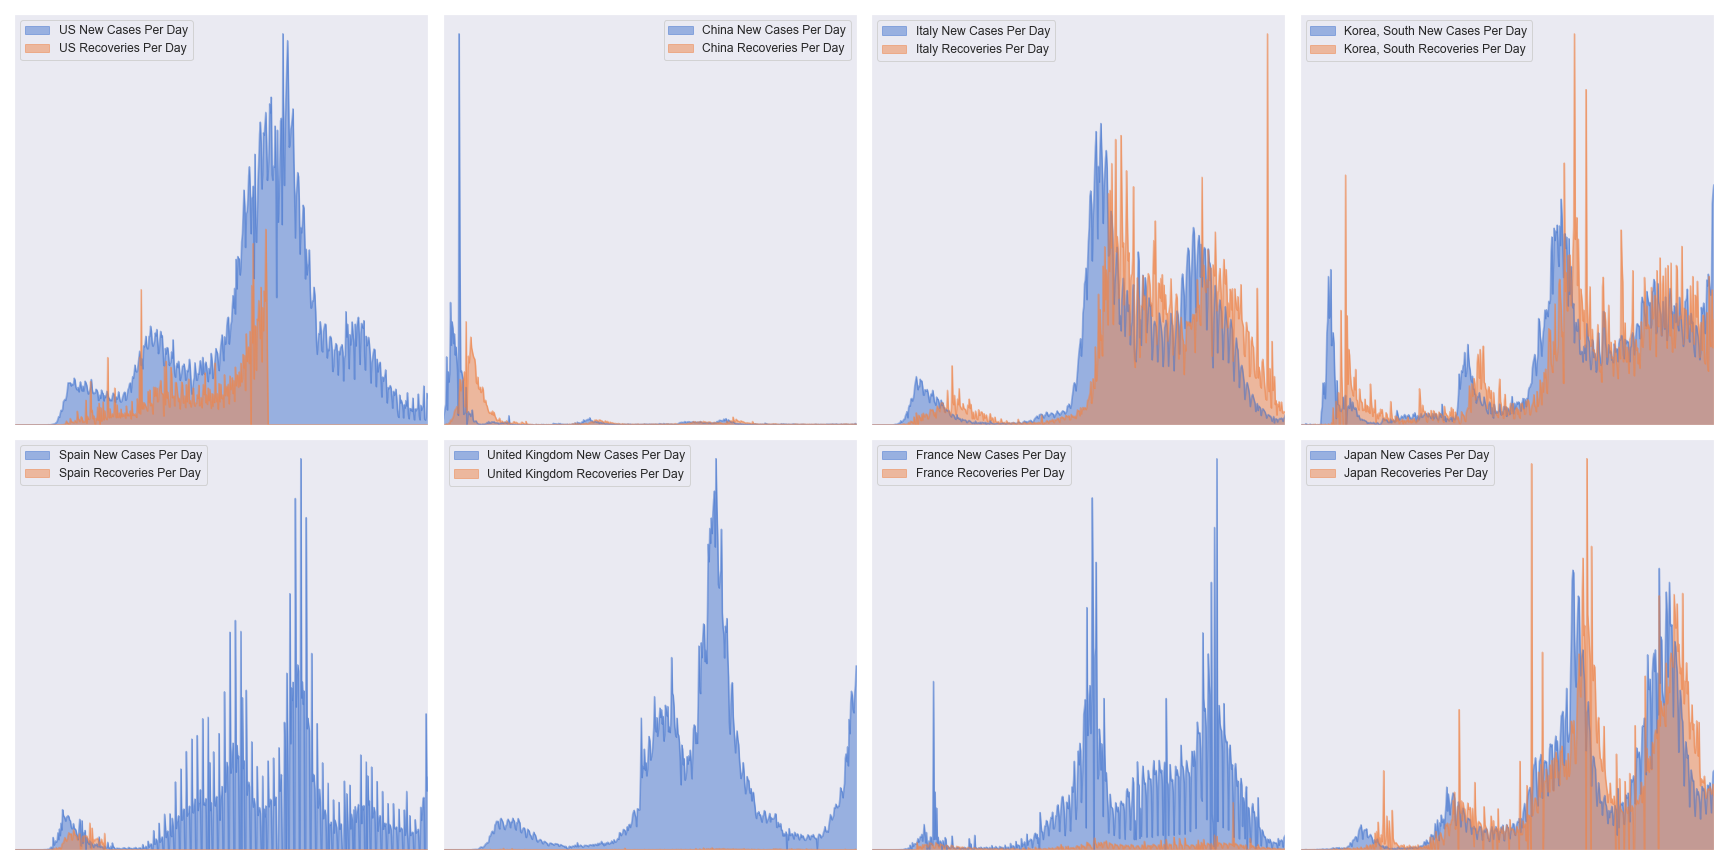 US New Cases Per Day
US Recoveries Per Day
China New Cases Per Day
China Recoveries Per Day
Italy New Cases Per Day
Italy Recoveries Per Day
Korea, South New Cases Per Day
Korea, South Recoveries Per Day
Spain New Cases Per Day
Spain Recoveries Per Day
United Kingdom New Cases Per Day
United Kingdom Recoveries Per Day
France New Cases Per Day
France Recoveries Per Day
Japan New Cases Per Day
Japan Recoveries Per Day